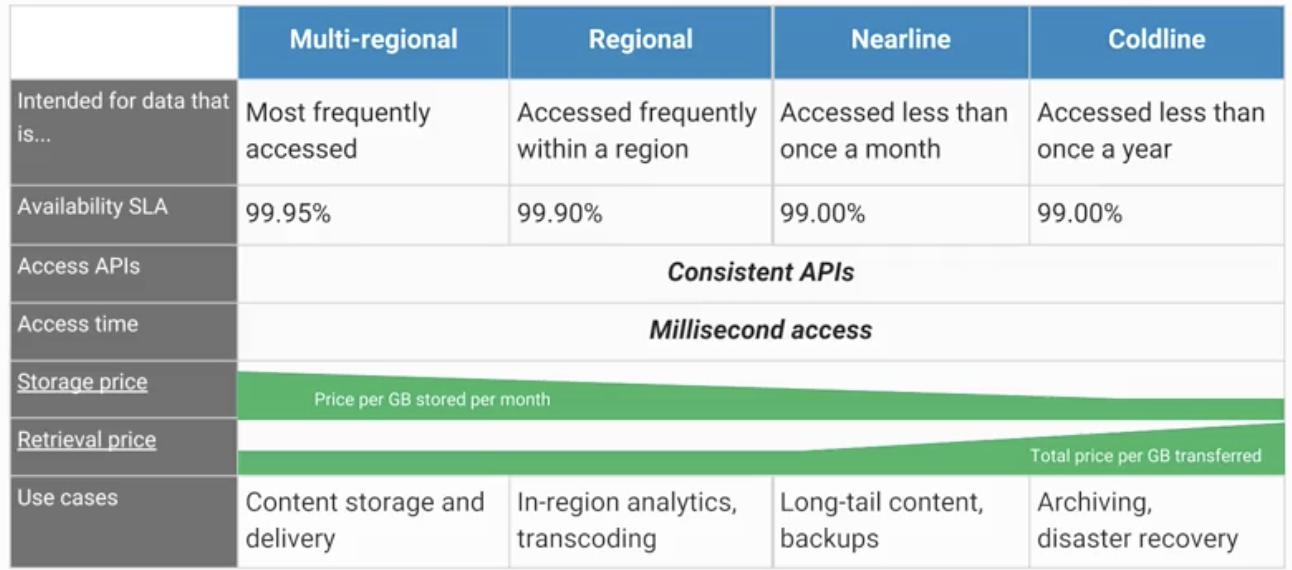 Multi-regional Regional Nearline Coldline
Intended for data that
is...
Most frequently
accessed
Accessed frequently
within a region
Accessed less than
once a month
Accessed less than
once a year
Availability SLA
99.95%
99.90%
99.00%
99.00%
Access APIs
Consistent APIs
Access time
Millisecond access
Storage price
Price per GB stored per month
Retrieval price
Total price per GB transferred
Use cases
Content storage and
delivery
In-region analytics,
transcoding
Long-tail content,
backups
Archiving,
disaster recovery